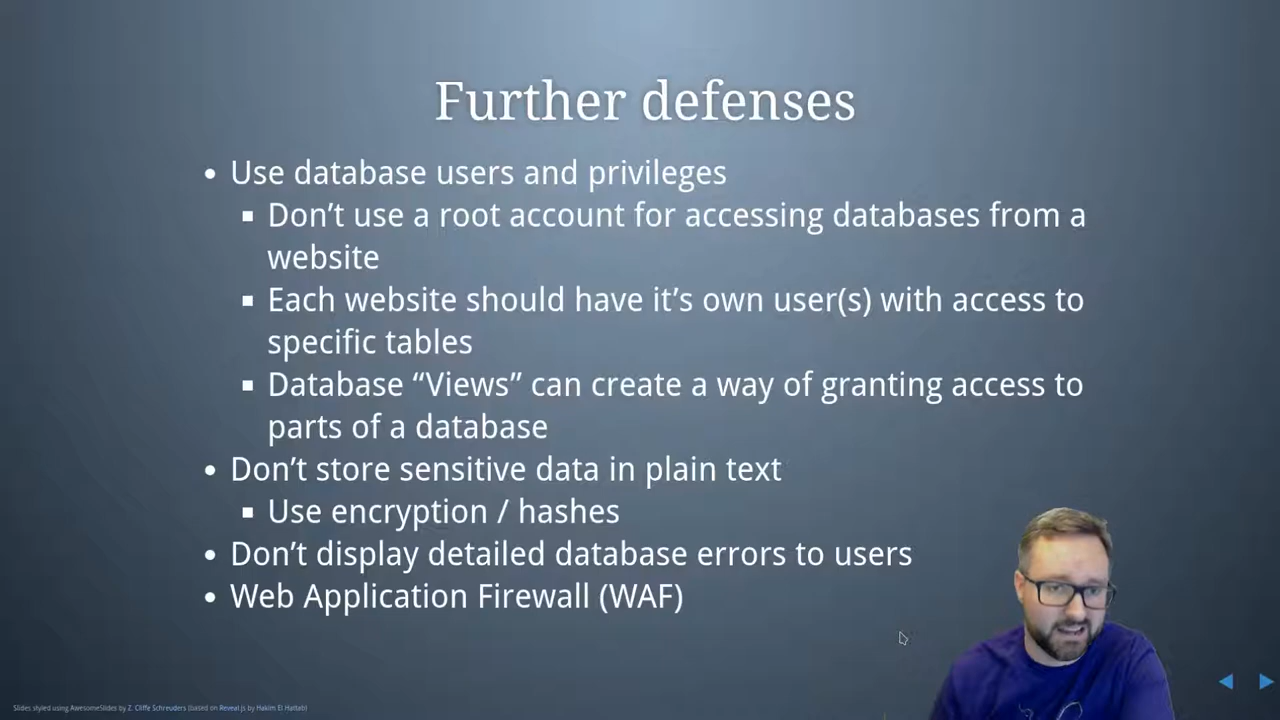 Further defenses
• Use database users and privileges
▪ Don’t use a root account for accessing databases from a
website
▪ Each website should have it’s own user(s) with access to
specific tables
▪ Database “Views” can create a way of granting access to
parts of a database
• Don’t store sensitive data in plain text
▪ Use encryption / hashes
• Don’t display detailed database errors to users
• Web Application Firewall (WAF)
Slides styled using AwesomeSlides by Z. Cliffe Schreuders (based on Reveal.js by Hakim El Hattab)